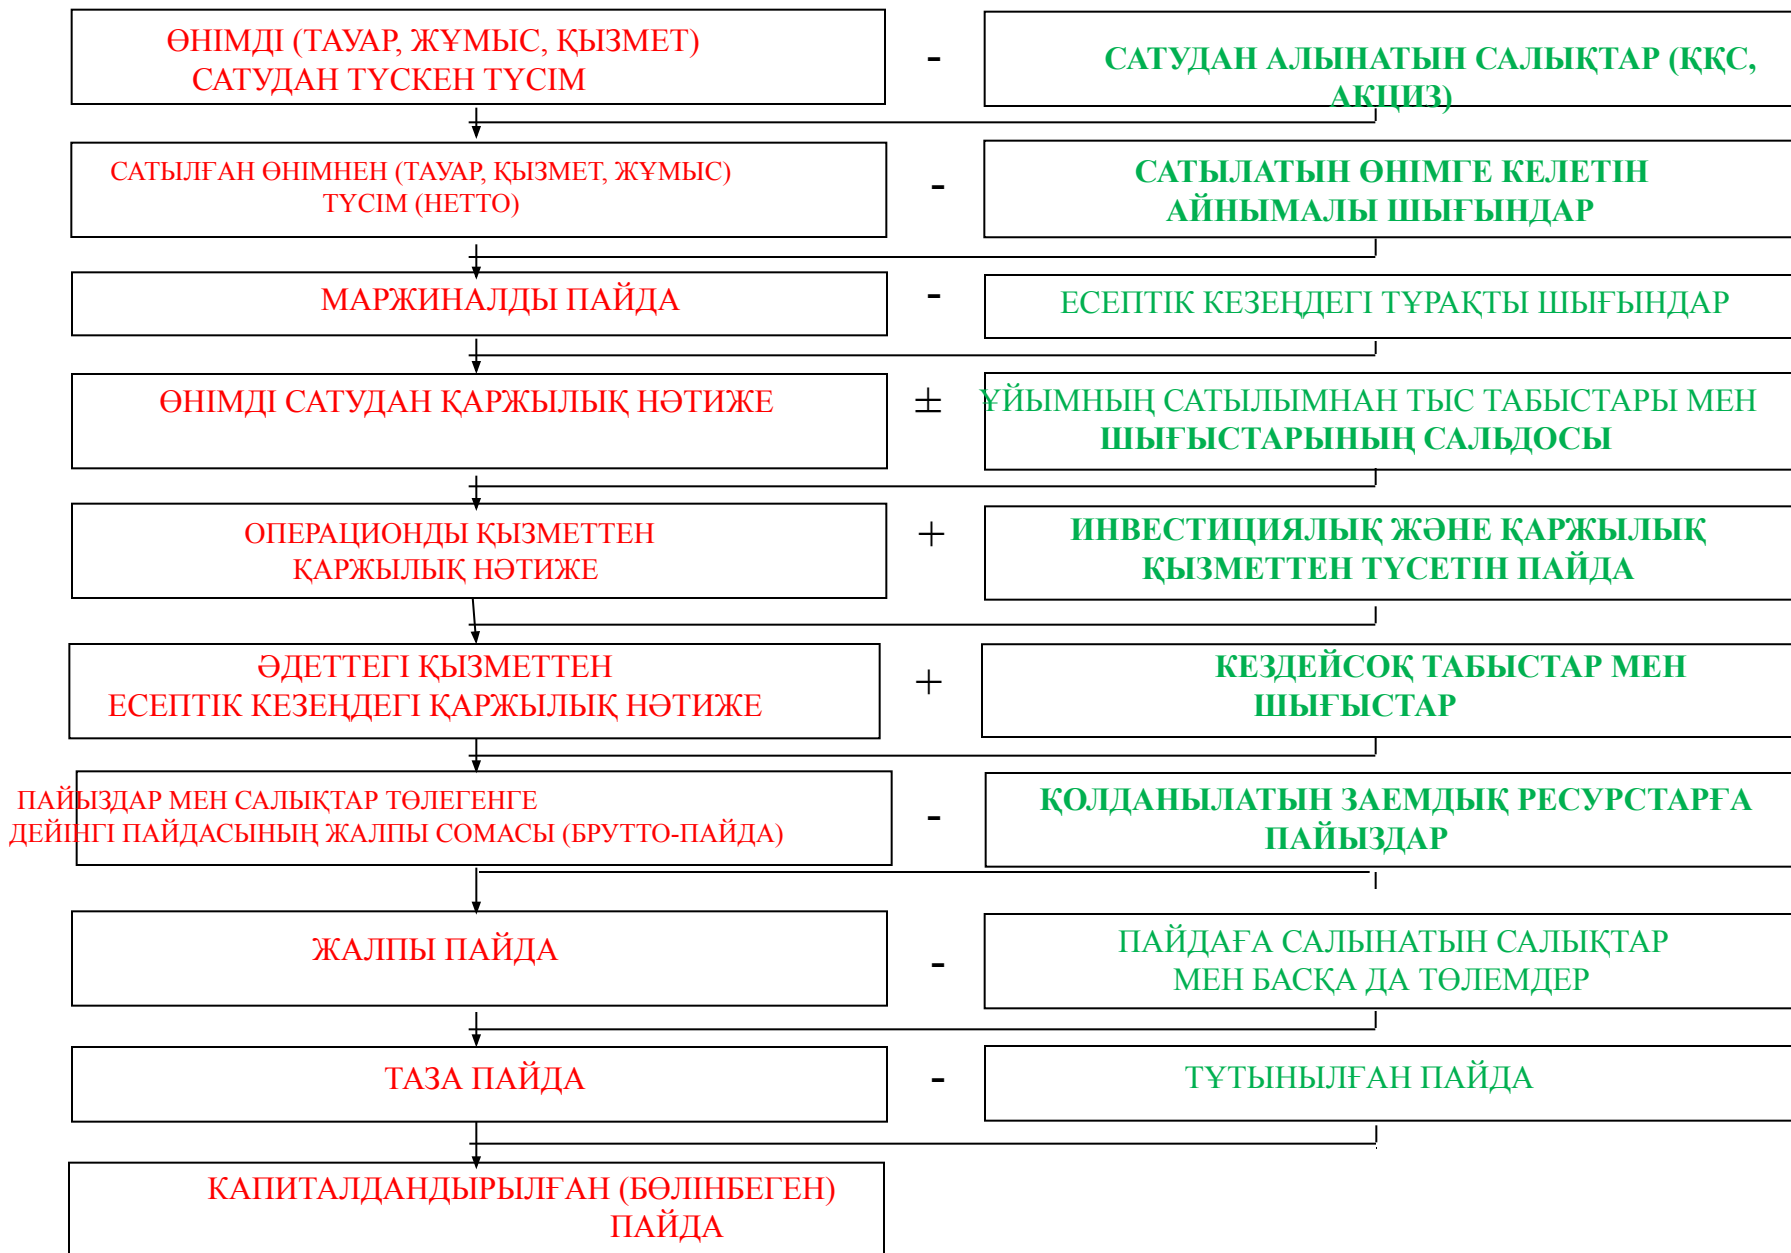 ӨНІМДІ (ТАУАР, ЖҰМЫС, ҚЫЗМЕТ)
САТУДАН ТҮСКЕН ТҮСІМ
-
САТУДАН АЛЫНАТЫН САЛЫҚТАР (ҚҚС,
АКЦИЗ)
САТЫЛҒАН ӨНІМНЕН (ТАУАР, ҚЫЗМЕТ, ЖҰМЫС)
ТҮСІМ (НЕТТО)
-
САТЫЛАТЫН ӨНІМГЕ КЕЛЕТІН
АЙНЫМАЛЫ ШЫҒЫНДАР
МАРЖИНАЛДЫ ПАЙДА
-
ЕСЕПТІК КЕЗЕҢДЕГІ ТҰРАҚТЫ ШЫҒЫНДАР
ӨНІМДІ САТУДАН ҚАРЖЫЛЫҚ НӘТИЖЕ
±
ҰЙЫМНЫҢ САТЫЛЫМНАН ТЫС ТАБЫСТАРЫ МЕН
ШЫҒЫСТАРЫНЫҢ САЛЬДОСЫ
ОПЕРАЦИОНДЫ ҚЫЗМЕТТЕН
ҚАРЖЫЛЫҚ НӘТИЖЕ
+
ИНВЕСТИЦИЯЛЫҚ ЖӘНЕ ҚАРЖЫЛЫҚ
ҚЫЗМЕТТЕН ТҮСЕТІН ПАЙДА
ӘДЕТТЕГІ ҚЫЗМЕТТЕН
ЕСЕПТІК КЕЗЕҢДЕГІ ҚАРЖЫЛЫҚ НӘТИЖЕ
+
КЕЗДЕЙСОҚ ТАБЫСТАР МЕН
ШЫҒЫСТАР
ПАЙЫЗДАР МЕН САЛЫҚТАР ТӨЛЕГЕНГЕ
ДЕЙІНГІ ПАЙДАСЫНЫҢ ЖАЛПЫ СОМАСЫ (БРУТТО-ПАЙДА)
-
ҚОЛДАНЫЛАТЫН ЗАЕМДЫҚ РЕСУРСТАРҒА
ПАЙЫЗДАР
ЖАЛПЫ ПАЙДА
-
ПАЙДАҒА САЛЫНАТЫН САЛЫҚТАР
МЕН БАСҚА ДА ТӨЛЕМДЕР
ТАЗА ПАЙДА
-
ТҰТЫНЫЛҒАН ПАЙДА
КАПИТАЛДАНДЫРЫЛҒАН (БӨЛІНБЕГЕН)
ПАЙДА